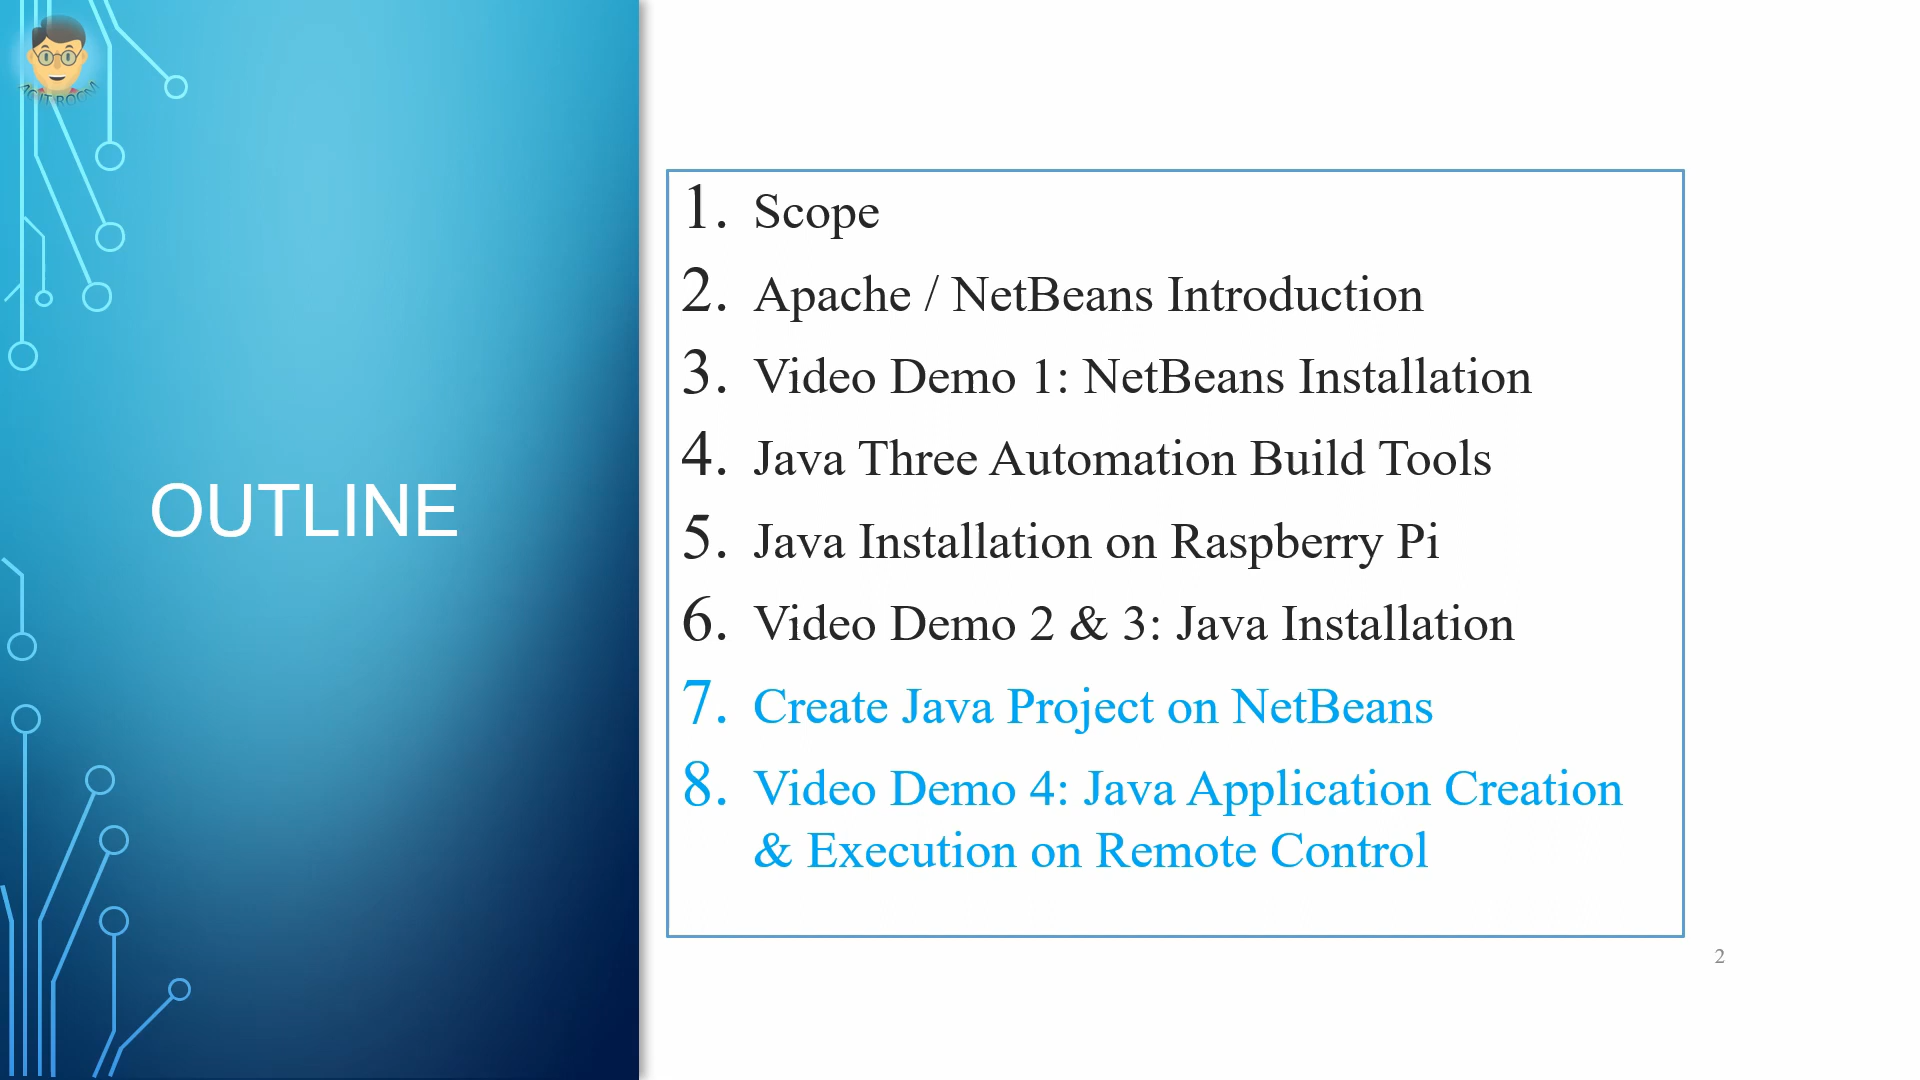 OUTLINE
1. Scope
2. Apache / NetBeans Introduction
3. Video Demo 1: NetBeans Installation
4. Java Three Automation Build Tools
5. Java Installation on Raspberry Pi
6. Video Demo 2 & 3: Java Installation
7. Create Java Project on NetBeans
8. Video Demo 4: Java Application Creation
& Execution on Remote Control
2